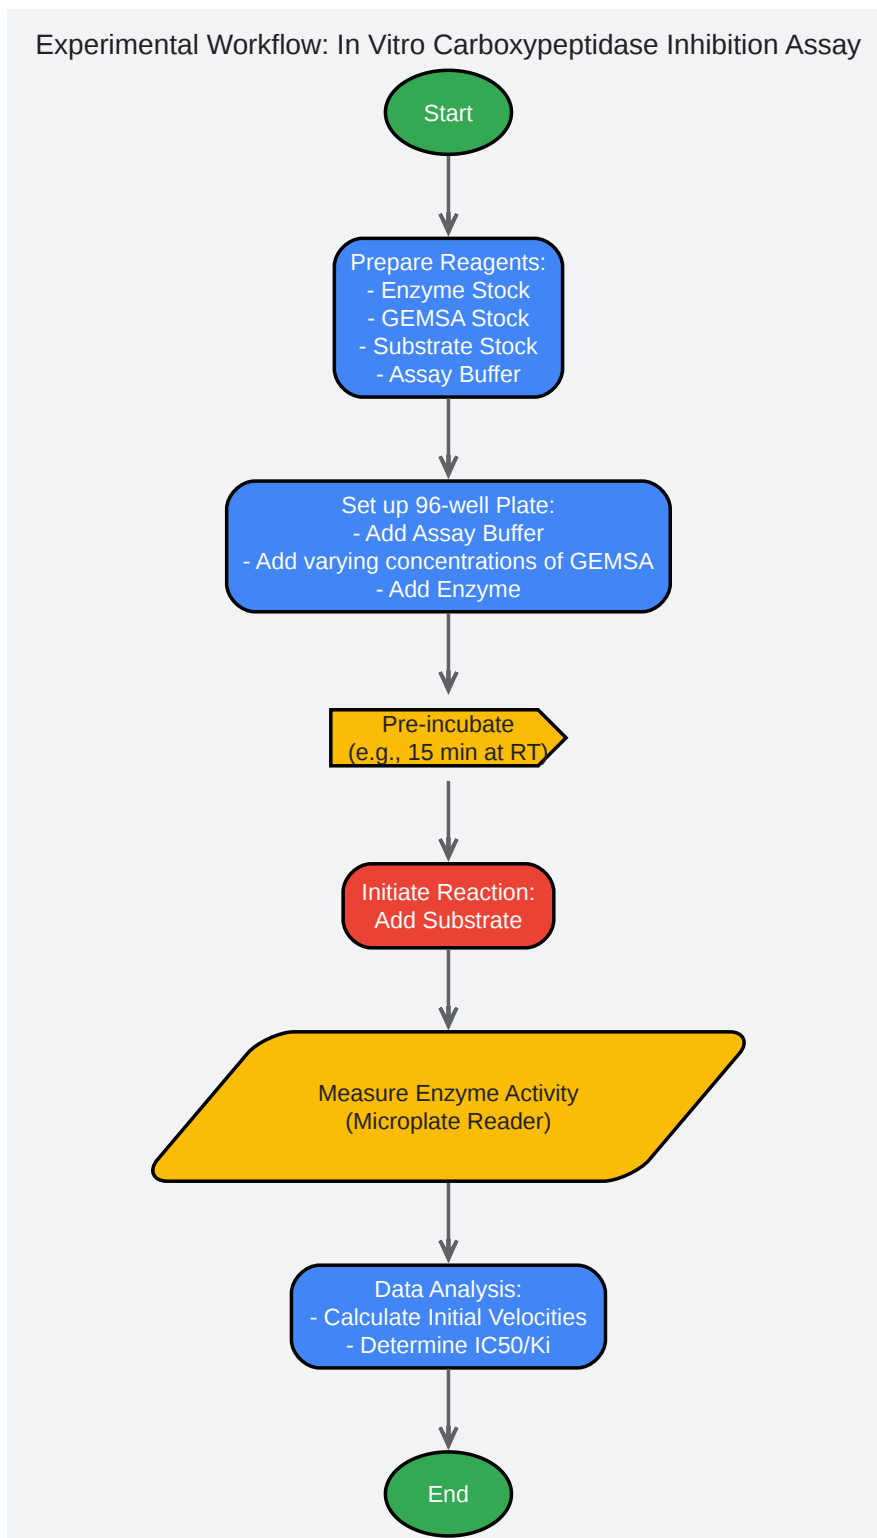 Experimental Workflow: In Vitro Carboxypeptidase Inhibition Assay
Start
Prepare Reagents:
- Enzyme Stock
- GEMSA Stock
- Substrate Stock
- Assay Buffer
Set up 96-well Plate:
- Add Assay Buffer
- Add varying concentrations of GEMSA
- Add Enzyme
Pre-incubate
(e.g., 15 min at RT)
Initiate Reaction:
Add Substrate
Measure Enzyme Activity
(Microplate Reader)
Data Analysis:
- Calculate Initial Velocities
- Determine IC50/Ki
End